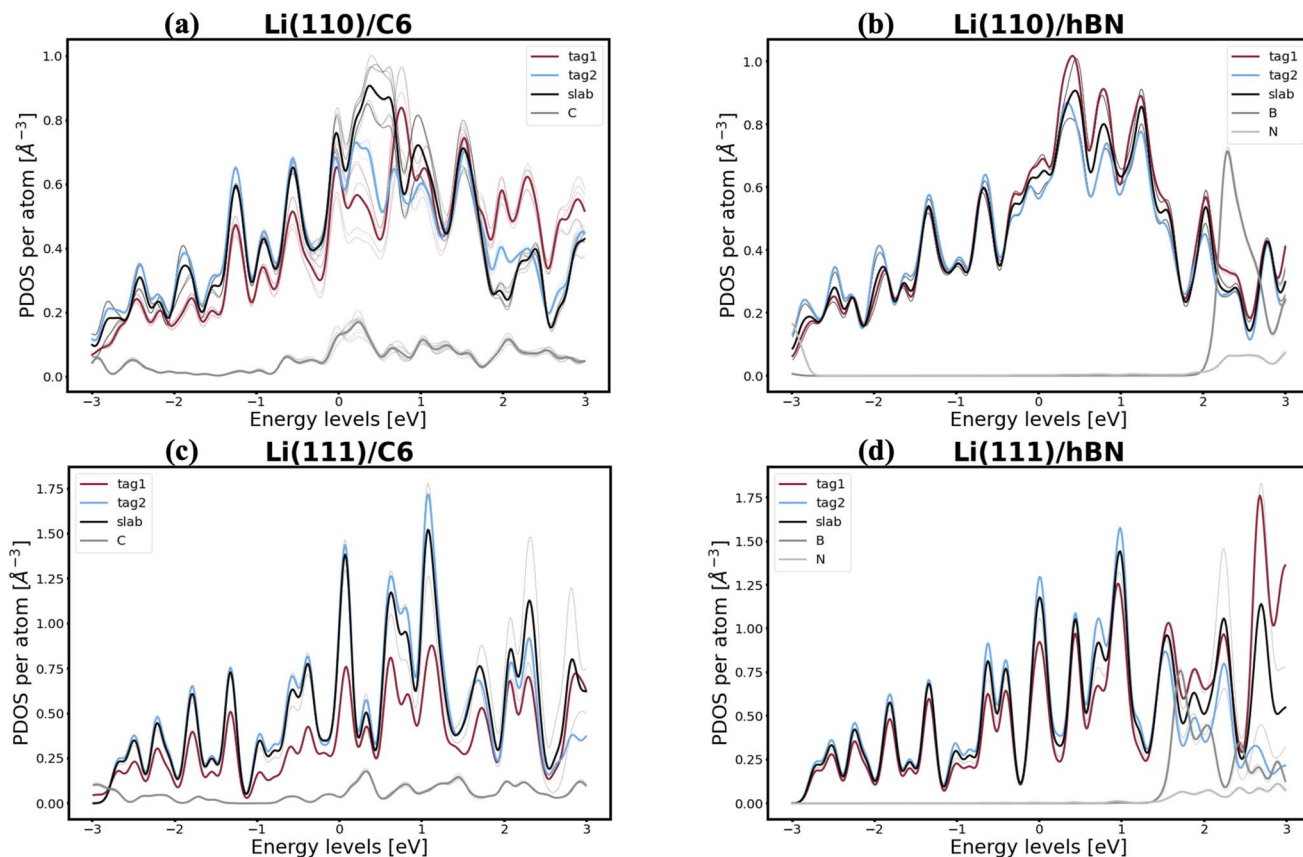 (a) Li(110)/C6
PDOS per atom [Å⁻³]
1.0
0.8
0.6
0.4
0.2
0.0
tag1
tag2
slab
C
−3 −2 −1 0 1 2 3
Energy levels [eV]
(b) Li(110)/hBN
PDOS per atom [Å⁻³]
1.0
0.8
0.6
0.4
0.2
0.0
tag1
tag2
slab
B
N
−3 −2 −1 0 1 2 3
Energy levels [eV]
(c) Li(111)/C6
PDOS per atom [Å⁻³]
1.75
1.50
1.25
1.00
0.75
0.50
0.25
0.00
tag1
tag2
slab
C
−3 −2 −1 0 1 2 3
Energy levels [eV]
(d) Li(111)/hBN
PDOS per atom [Å⁻³]
1.75
1.50
1.25
1.00
0.75
0.50
0.25
0.00
tag1
tag2
slab
B
N
−3 −2 −1 0 1 2 3
Energy levels [eV]